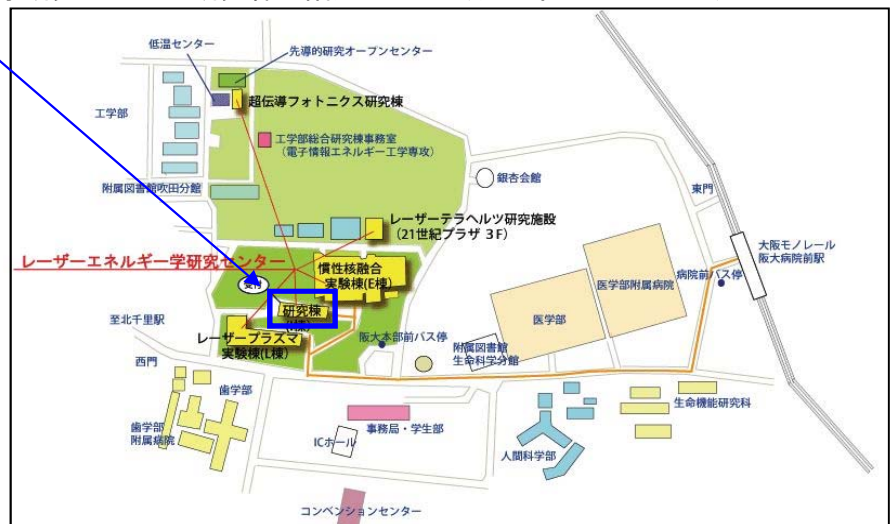 低温センター
先導的研究オープンセンター
超伝導フォトニクス研究棟
工学部
工学部総合研究棟事務室
(電子情報エネルギー工学専攻)
附属図書館吹田分館
銀杏会館
東門
レーザーテラヘルツ研究施設
(21世紀プラザ 3F)
大阪モノレール
阪大病院前駅
レーザーエネルギー学研究センター
慣性核融合
実験棟(E棟)
病院前バス停
医学部附属病院
受付
研究棟
医学部
至北千里駅
レーザープラズマ
実験棟(L棟)
阪大本部前バス停
附属図書館
生命科学分館
西門
歯学部
生命機能研究科
歯学部
附属病院
事務局・学生部
ICホール
人間科学部
コンベンションセンター